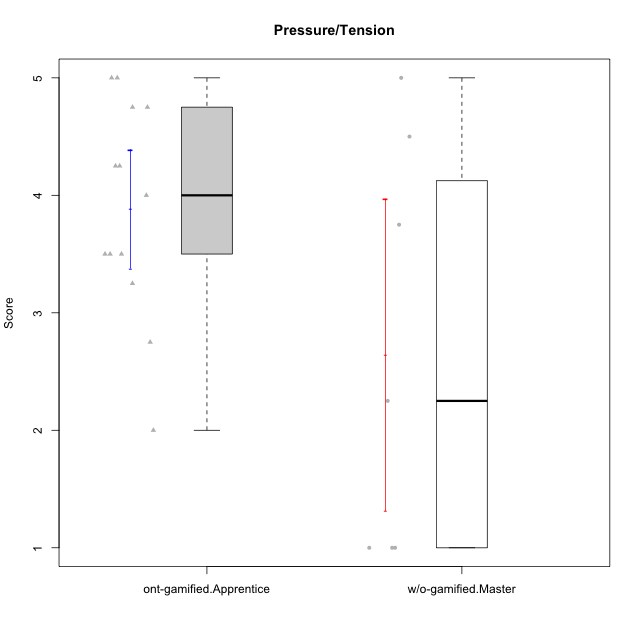 Pressure/Tension
5
4
3
2
1
Score
ont-gamified.Apprentice
w/o-gamified.Master